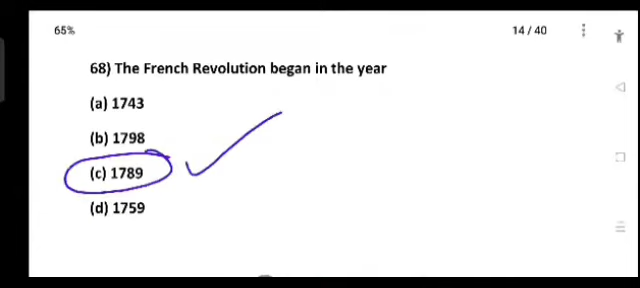 65%
14 / 40
68) The French Revolution began in the year
(a) 1743
(b) 1798
(c) 1789
(d) 1759